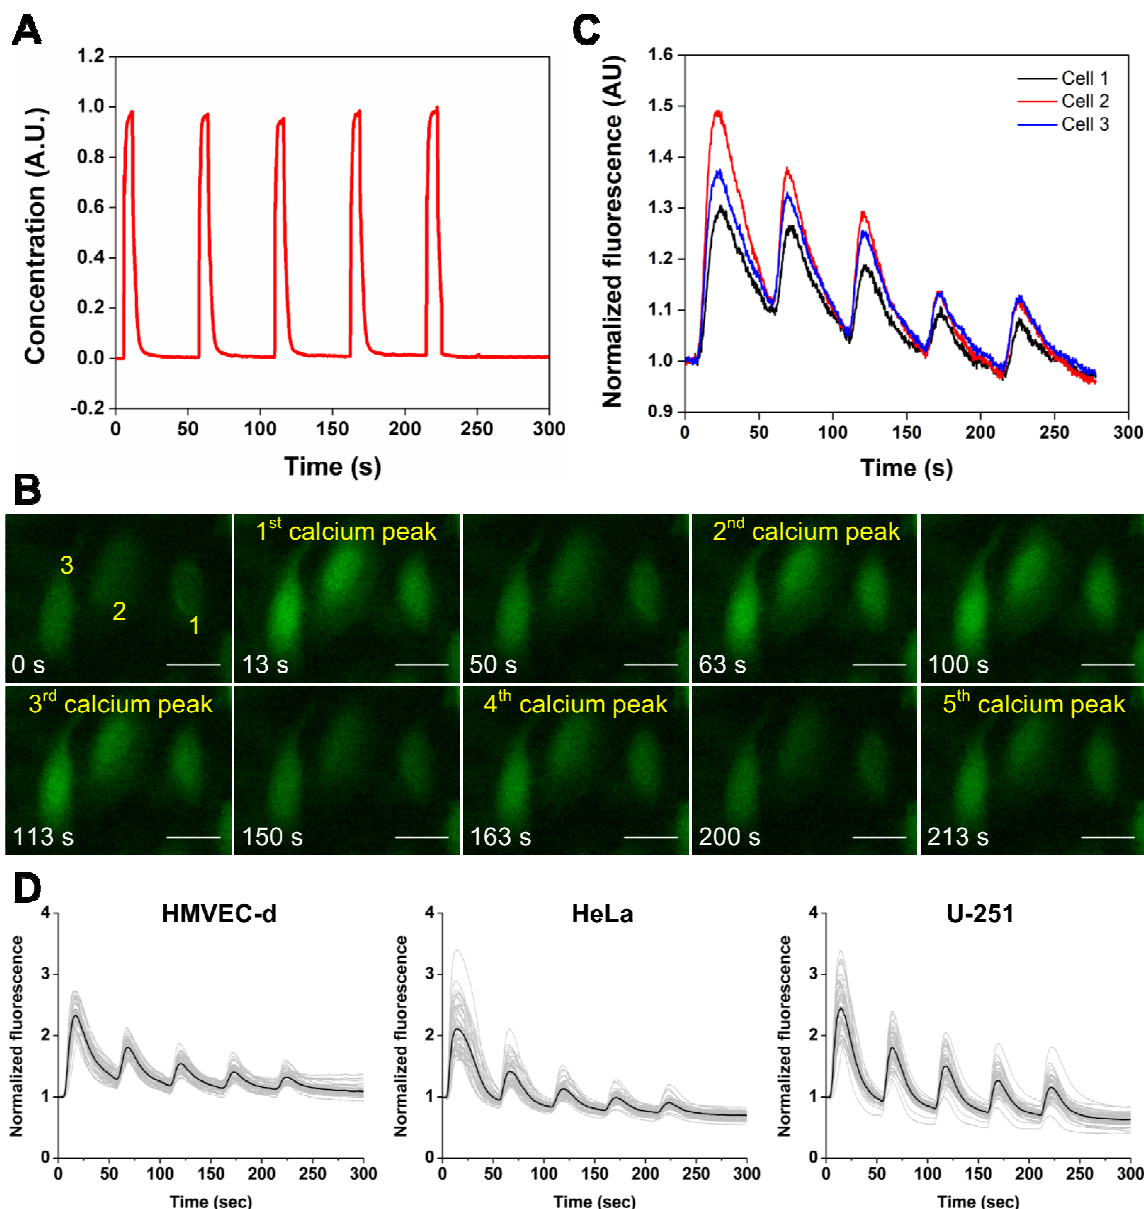 A
Concentration (A.U.)
1.2
1.0
0.8
0.6
0.4
0.2
0.0
-0.2
0 50 100 150 200 250 300
Time (s)
C
Normalized fluorescence (AU)
1.6
1.5
1.4
1.3
1.2
1.1
1.0
0.9
Cell 1
Cell 2
Cell 3
0 50 100 150 200 250 300
Time (s)
B
3
2
1
0 s
1st calcium peak
13 s
50 s
2nd calcium peak
63 s
100 s
3rd calcium peak
113 s
150 s
4th calcium peak
163 s
200 s
5th calcium peak
213 s
D
HMVEC-d
Normalized fluorescence
4
3
2
1
0
0 50 100 150 200 250 300
Time (sec)
HeLa
Normalized fluorescence
4
3
2
1
0
0 50 100 150 200 250 300
Time (sec)
U-251
Normalized fluorescence
4
3
2
1
0
0 50 100 150 200 250 300
Time (sec)